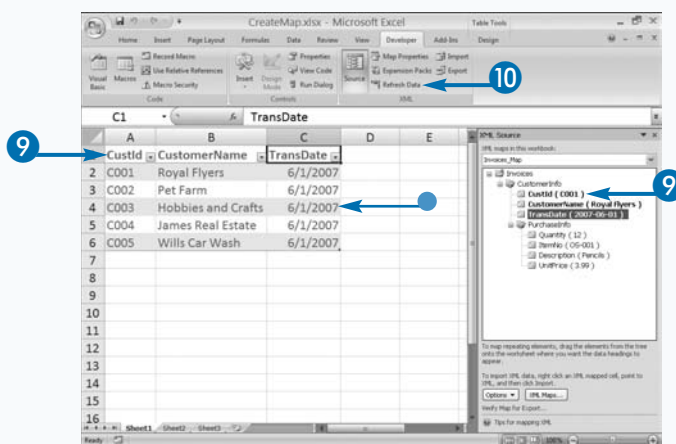 CreateMap.xlsx - Microsoft Excel
Table Tools
Home Insert Page Layout Formulas Data Review View Developer Add-Ins Design
Visual Basic
Macros
Record Macro
Use Relative References
Macro Security
Code
Insert
Design Mode
Properties
View Code
Run Dialog
Controls
Source
Map Properties
Expansion Packs
Refresh Data
Import
Export
XML
10
C1
fx
TransDate
A B C D E
9
CustId CustomerName TransDate
2 C001 Royal Flyers 6/1/2007
3 C002 Pet Farm 6/1/2007
4 C003 Hobbies and Crafts 6/1/2007
5 C004 James Real Estate 6/1/2007
6 C005 Wills Car Wash 6/1/2007
7
8
9
10
11
12
13
14
15
16
Sheet1 Sheet2 Sheet3
Ready
100%
XML Source
XML maps in this workbook:
Invoices_Map
Invoices
CustomerInfo
CustId ( C001 )
9
CustomerName ( Royal Flyers )
TransDate ( 2007-06-01 )
PurchaseInfo
Quantity ( 12 )
ItemNo ( OS-001 )
Description ( Pencils )
UnitPrice ( 3.99 )
To map repeating elements, drag the elements from the tree
onto the worksheet where you want the data headings to
appear.
To import XML data, right click an XML mapped cell, point to
XML, and then click Import.
Options
XML Maps...
Verify Map for Export...
Tips for mapping XML